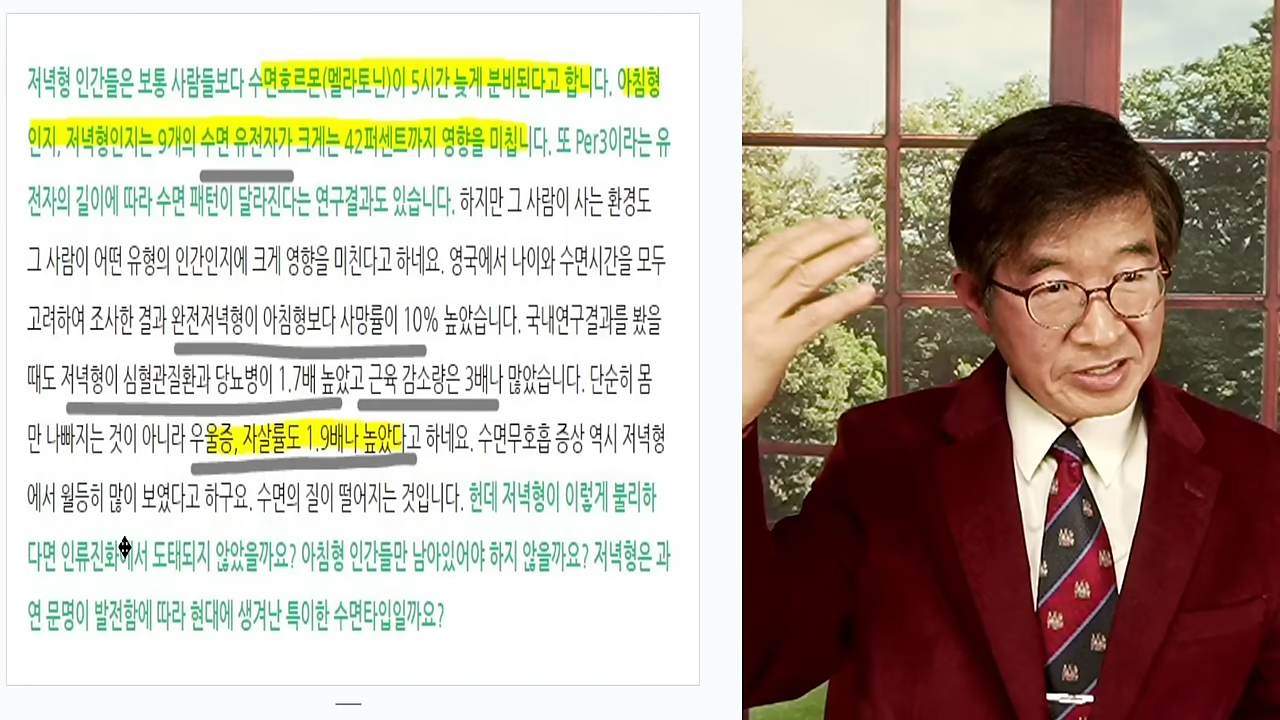 저녁형 인간들은 보통 사람들보다 수면호르몬(멜라토닌)이 5시간 늦게 분비된다고 합니다. 아침형
인지, 저녁형인지는 9개의 수면 유전자가 크게는 42퍼센트까지 영향을 미칩니다. 또 Per3이라는 유
전자의 길이에 따라 수면 패턴이 달라진다는 연구결과도 있습니다. 하지만 그 사람이 사는 환경도
그 사람이 어떤 유형의 인간인지에 크게 영향을 미친다고 하네요. 영국에서 나이와 수면시간을 모두
고려하여 조사한 결과 완전저녁형이 아침형보다 사망률이 10% 높았습니다. 국내연구결과를 봤을
때도 저녁형이 심혈관질환과 당뇨병이 1.7배 높았고 근육 감소량은 3배나 많았습니다. 단순히 몸
만 나빠지는 것이 아니라 우울증, 자살률도 1.9배나 높았다고 하네요. 수면무호흡 증상 역시 저녁형
에서 월등히 많이 보였다고 하구요. 수면의 질이 떨어지는 것입니다. 헌데 저녁형이 이렇게 불리하
다면 인류진화에서 도태되지 않았을까요? 아침형 인간들만 남아있어야 하지 않을까요? 저녁형은 과
연 문명이 발전함에 따라 현대에 생겨난 특이한 수면타입일까요?